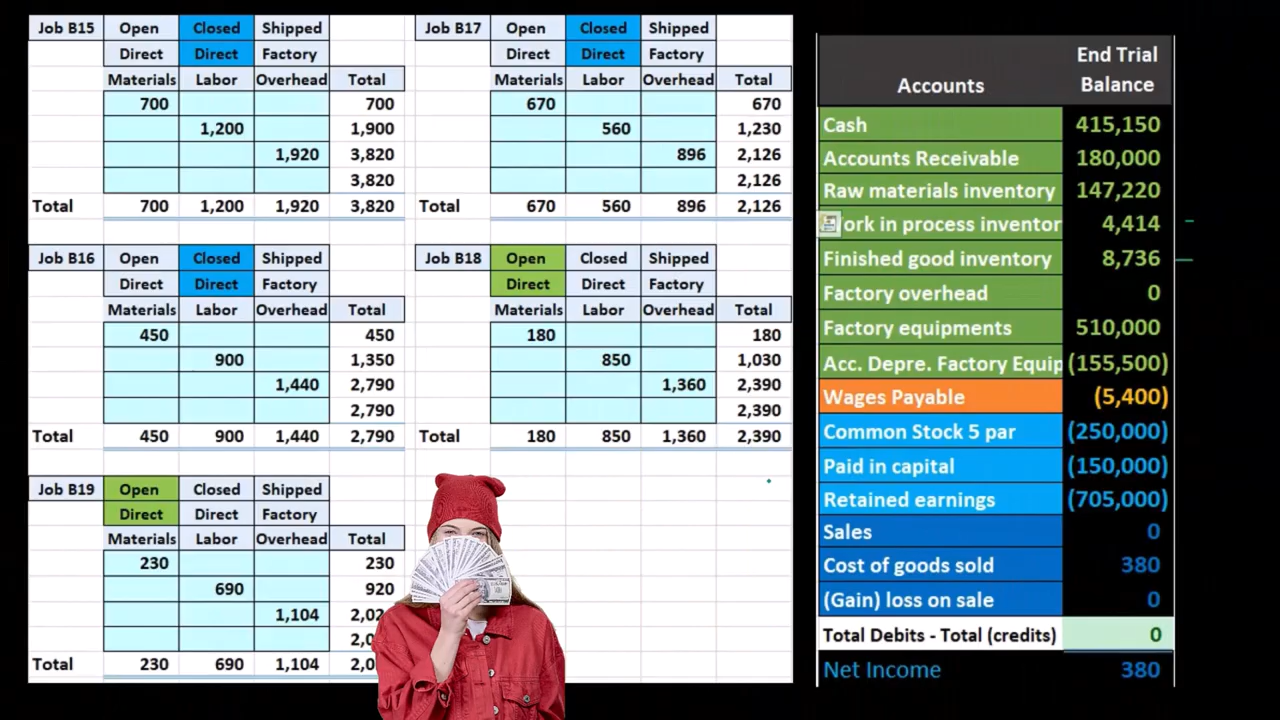 Job B15 Open Closed Shipped
Direct Direct Factory
Materials Labor Overhead Total
700 700
1,200 1,900
1,920 3,820
3,820
Total 700 1,200 1,920 3,820
Job B17 Open Closed Shipped
Direct Direct Factory
Materials Labor Overhead Total
670 670
560 1,230
896 2,126
2,126
Total 670 560 896 2,126
Job B16 Open Closed Shipped
Direct Direct Factory
Materials Labor Overhead Total
450 450
900 1,350
1,440 2,790
2,790
Total 450 900 1,440 2,790
Job B18 Open Closed Shipped
Direct Direct Factory
Materials Labor Overhead Total
180 180
850 1,030
1,360 2,390
2,390
Total 180 850 1,360 2,390
Job B19 Open Closed Shipped
Direct Direct Factory
Materials Labor Overhead Total
230 230
690 920
1,104
Total 230 690 1,104
End Trial
Accounts Balance
Cash 415,150
Accounts Receivable 180,000
Raw materials inventory 147,220
ork in process inventor 4,414
Finished good inventory 8,736
Factory overhead 0
Factory equipments 510,000
Acc. Depre. Factory Equip (155,500)
Wages Payable (5,400)
Common Stock 5 par (250,000)
Paid in capital (150,000)
Retained earnings (705,000)
Sales 0
Cost of goods sold 380
(Gain) loss on sale 0
Total Debits - Total (credits) 0
Net Income 380